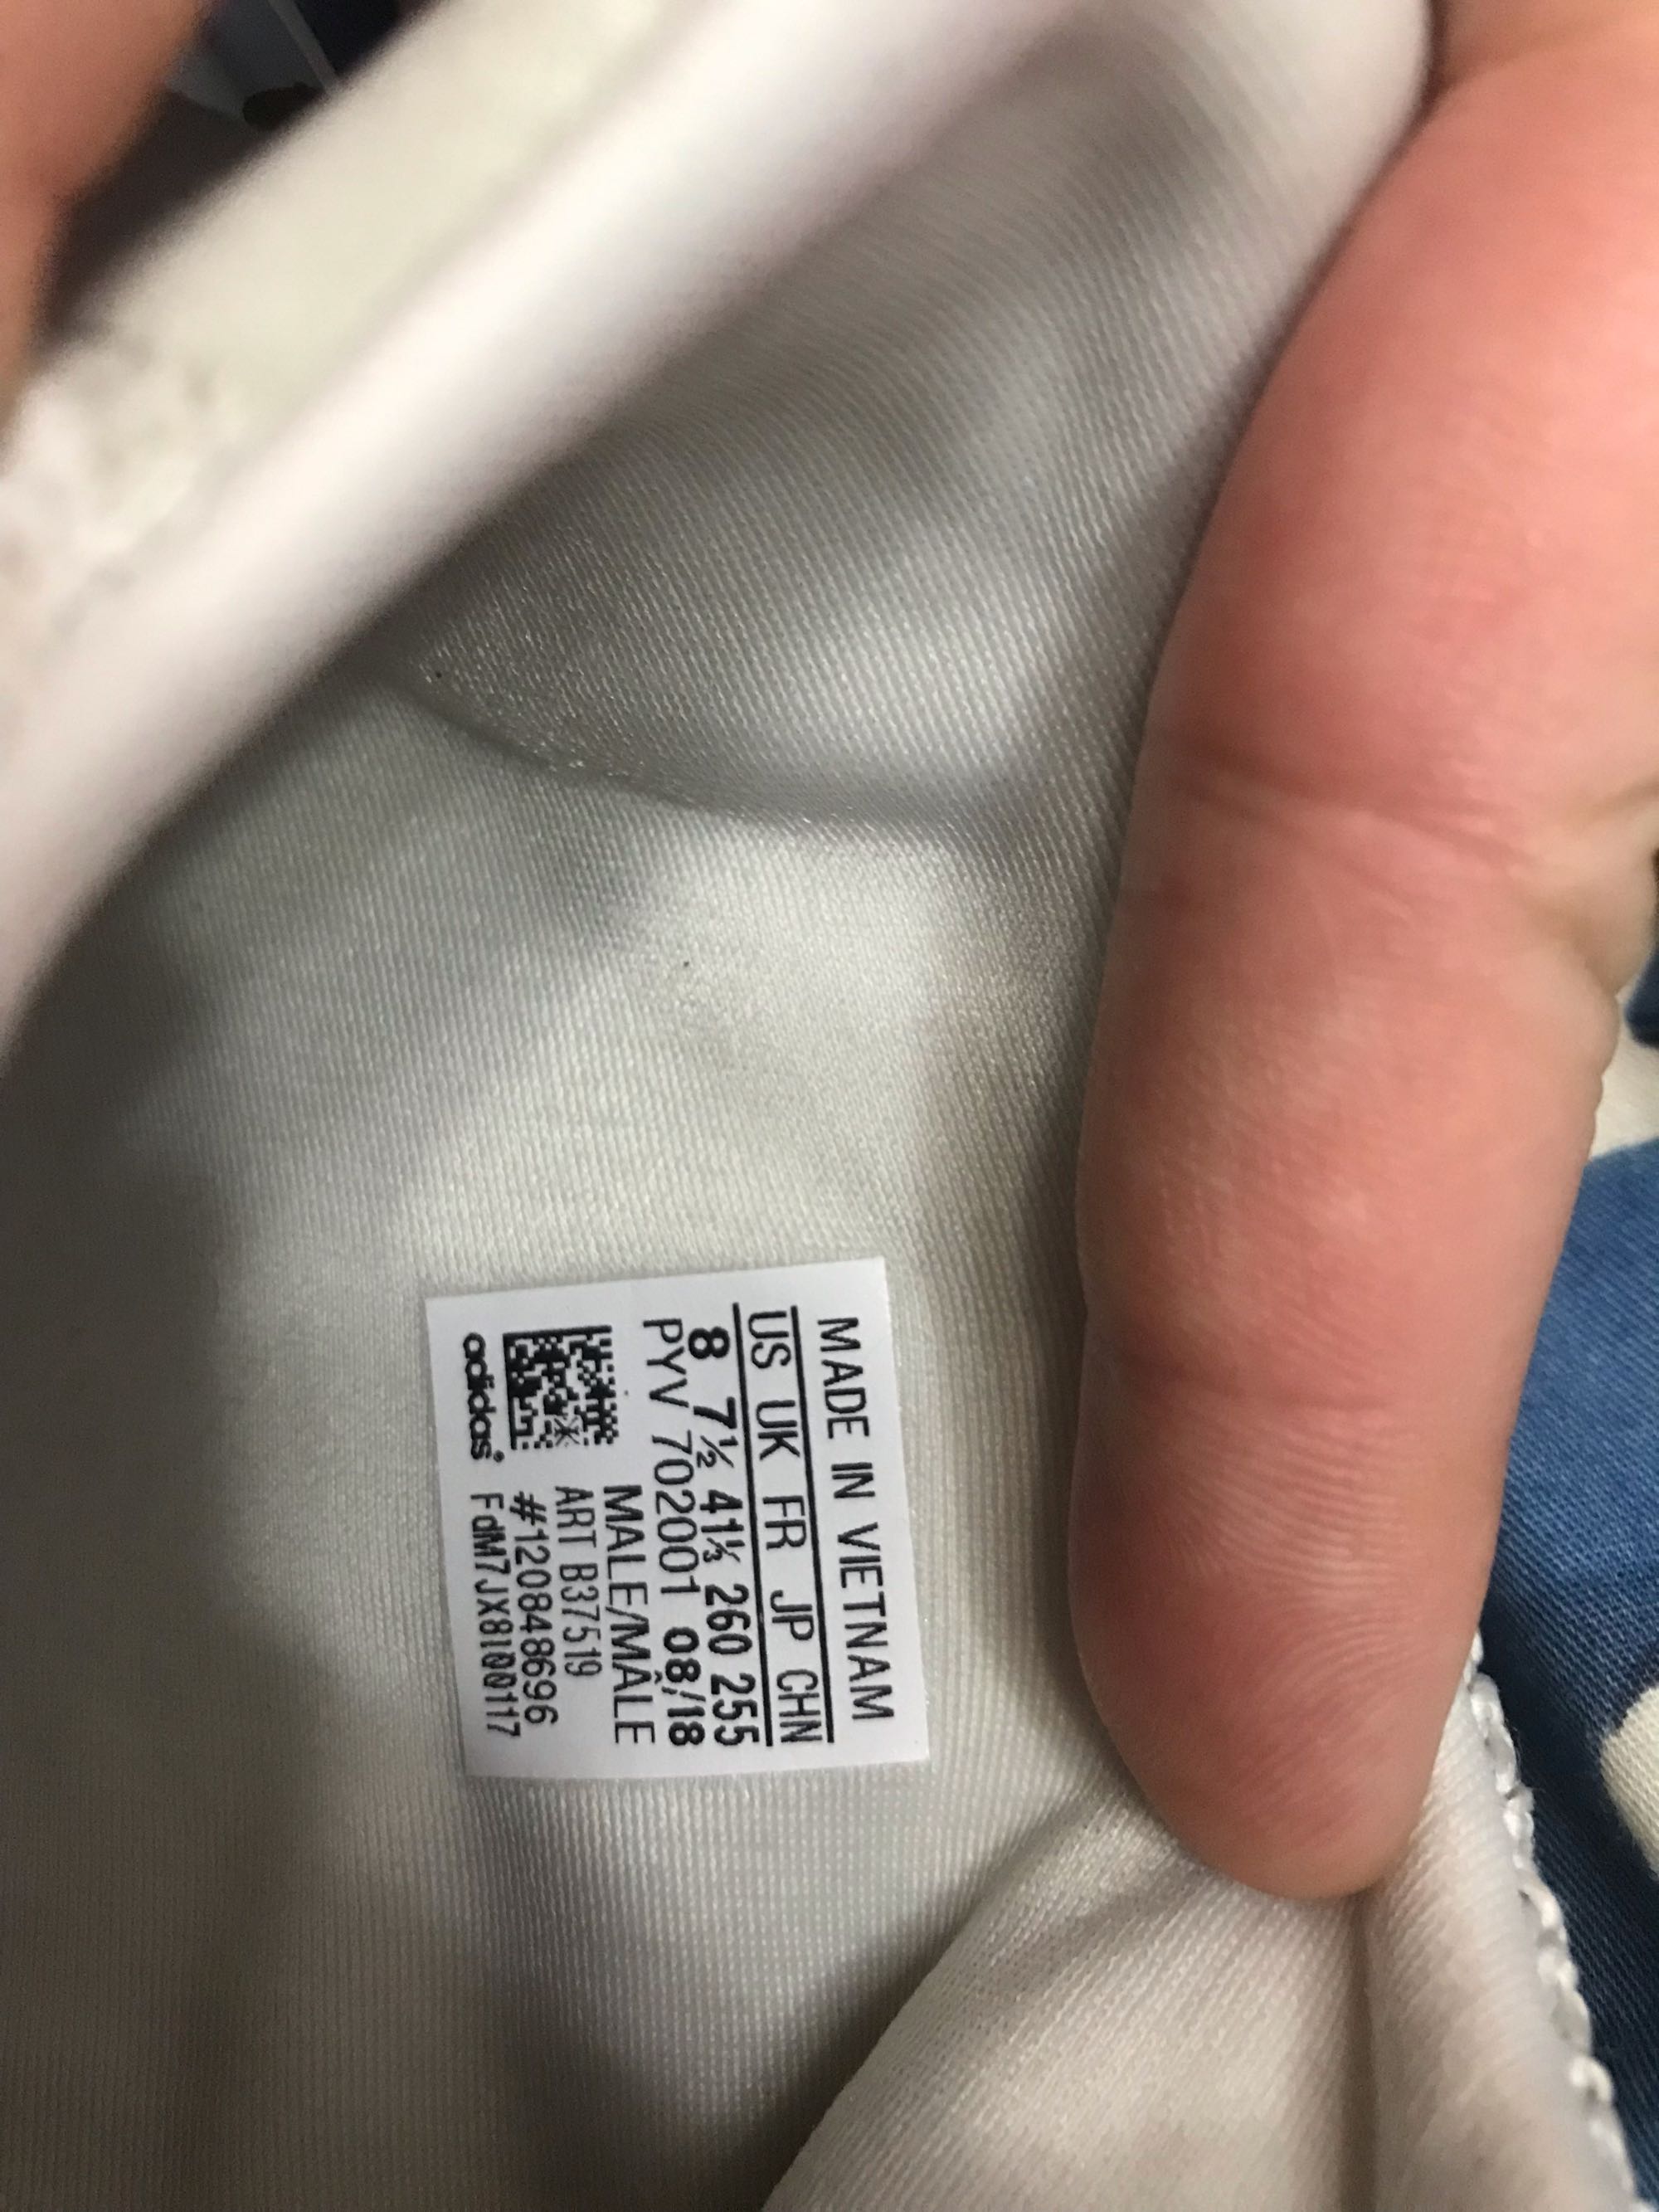 MADE IN VIETNAM
US UK FR JP CHN
8 7½ 41⅓ 260 255
PYV 702001 08/18
MALE/MÂLE
ART B37519
#120848696
adidas® FdM7JX81QQ117